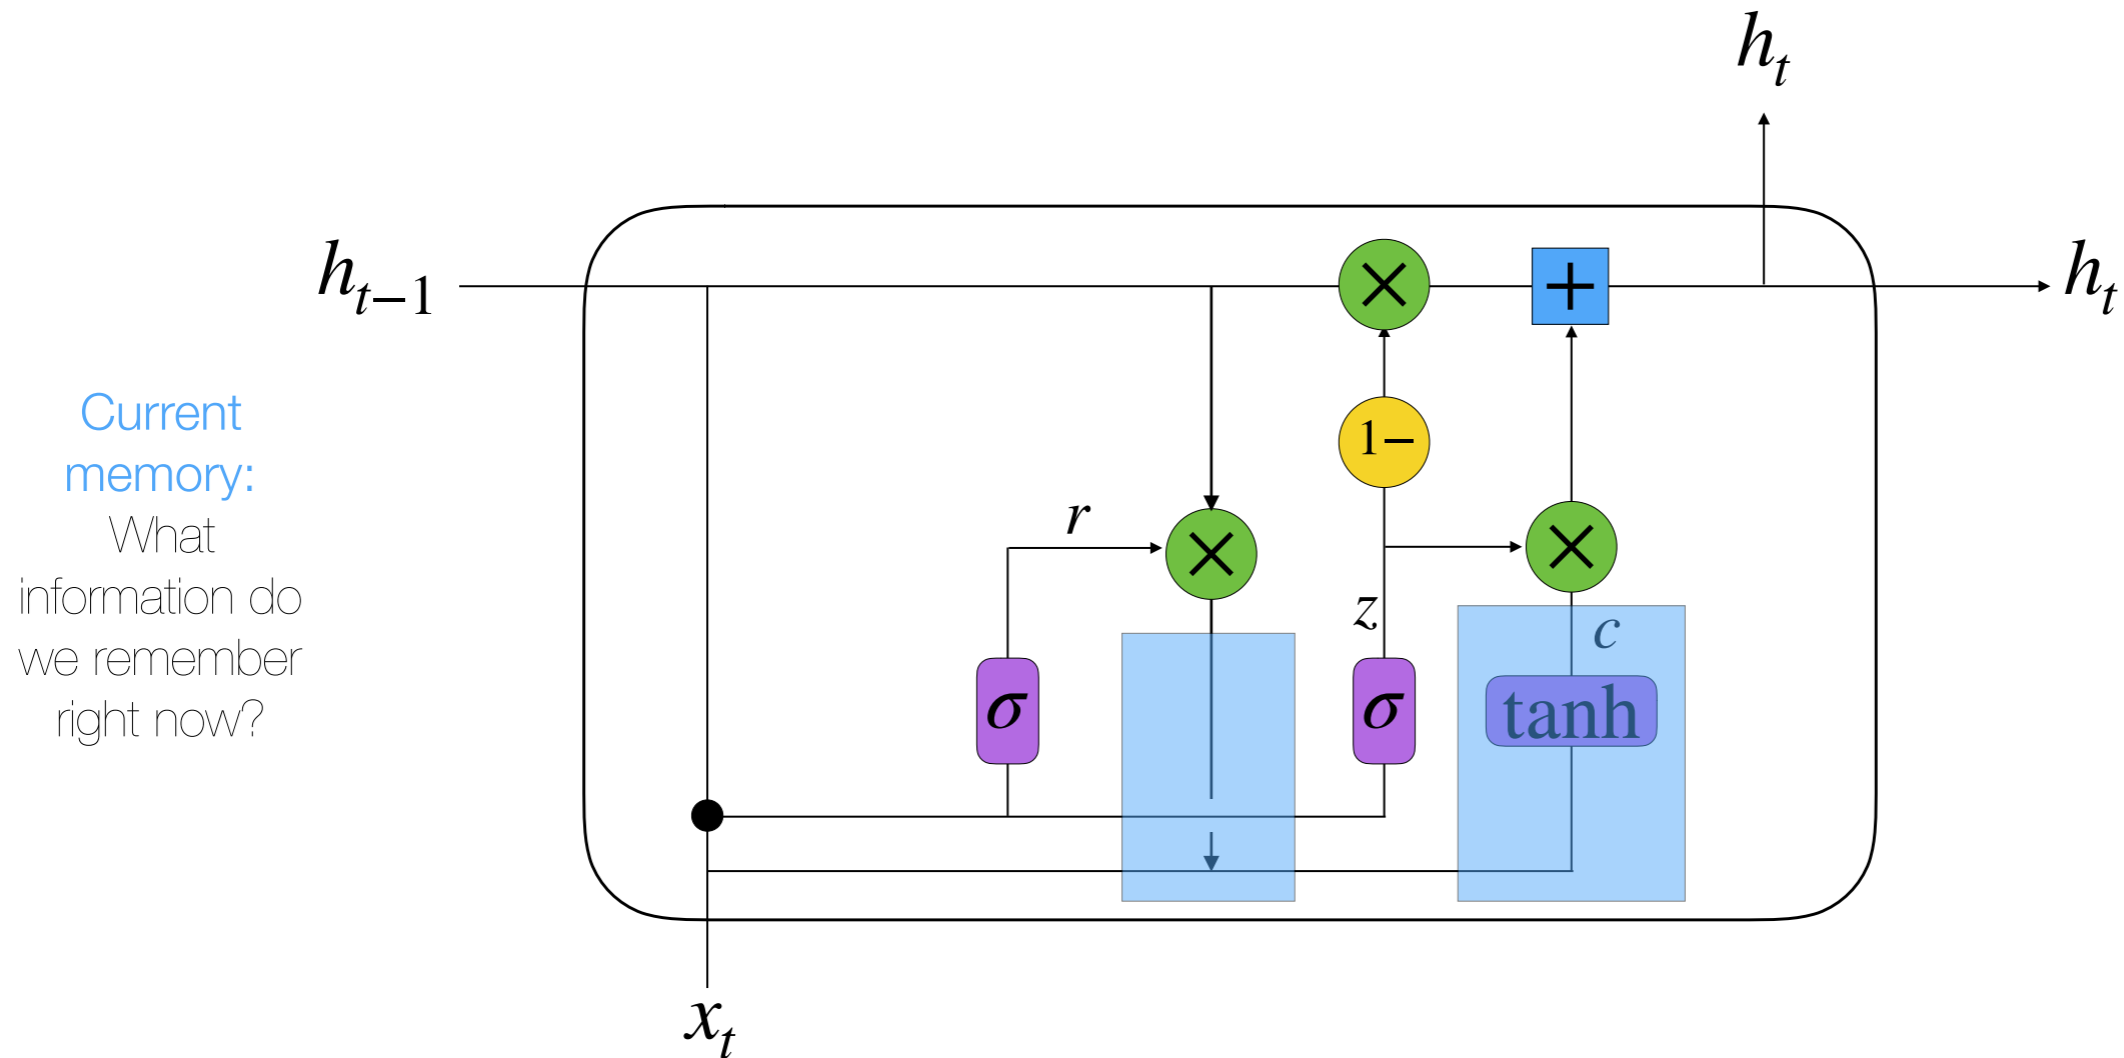 h_t
h_{t−1}
×
+
h_t
Current
memory:
What
information do
we remember
right now?
1−
r
×
×
z
c
σ
σ
tanh
x_t